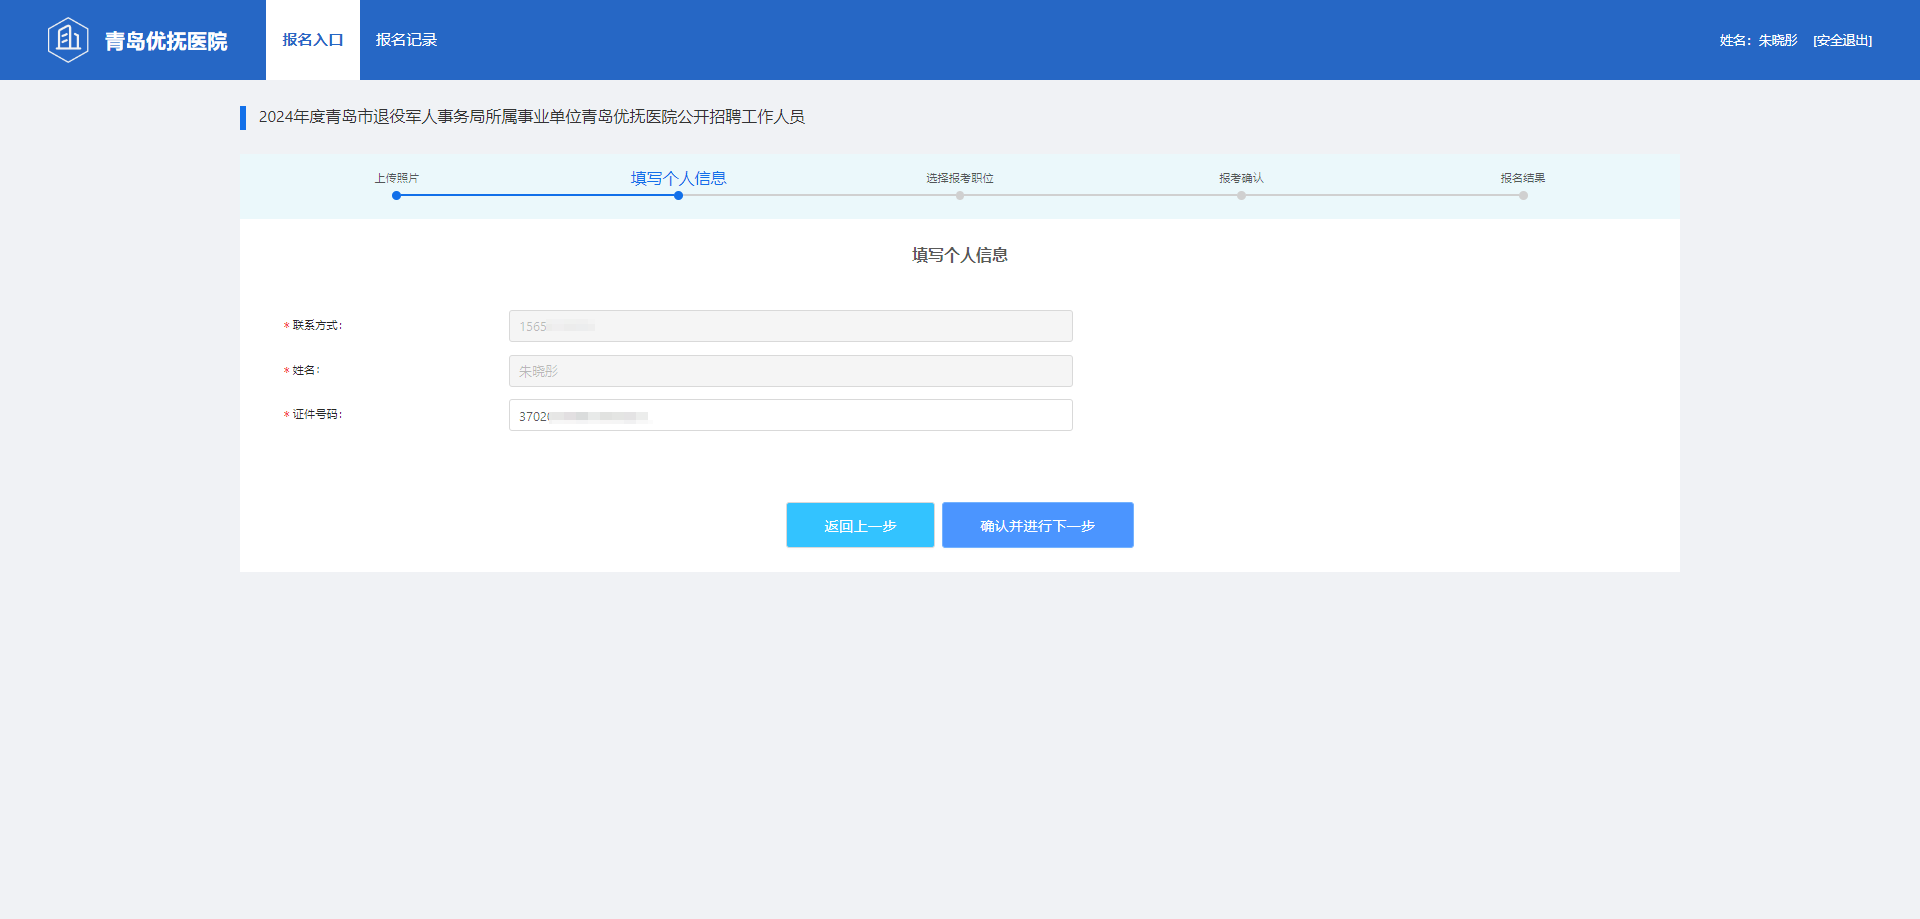 青岛优抚医院
报名入口
报名记录
姓名：朱晓彤 [安全退出]
2024年度青岛市退役军人事务局所属事业单位青岛优抚医院公开招聘工作人员
上传照片
填写个人信息
选择报考职位
报考确认
报名结果
填写个人信息
*联系方式: 1565
*姓名: 朱晓彤
*证件号码: 3702
返回上一步
确认并进行下一步